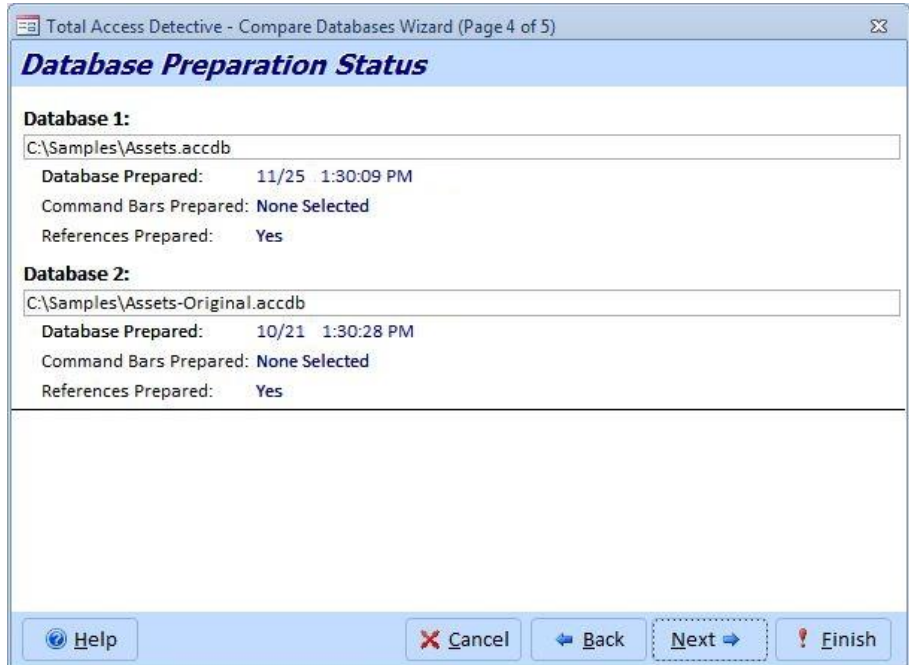 Total Access Detective - Compare Databases Wizard (Page 4 of 5)
Database Preparation Status
Database 1:
C:\Samples\Assets.accdb
Database Prepared: 11/25 1:30:09 PM
Command Bars Prepared: None Selected
References Prepared: Yes
Database 2:
C:\Samples\Assets-Original.accdb
Database Prepared: 10/21 1:30:28 PM
Command Bars Prepared: None Selected
References Prepared: Yes
Help Cancel Back Next Finish